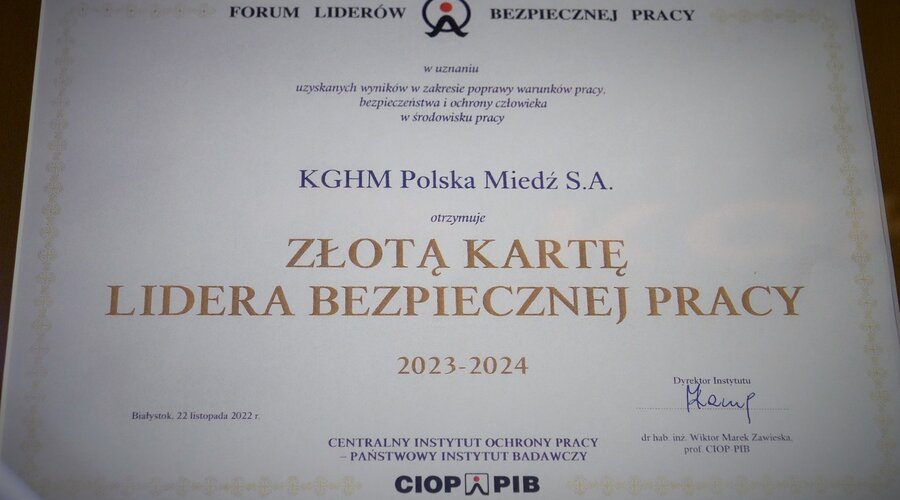 FORUM LIDERÓW BEZPIECZNEJ PRACY
w uznaniu
uzyskanych wyników w zakresie poprawy warunków pracy,
bezpieczeństwa i ochrony człowieka
w środowisku pracy
KGHM Polska Miedź S.A.
otrzymuje
ZŁOTĄ KARTĘ
LIDERA BEZPIECZNEJ PRACY
2023-2024
Białystok, 22 listopada 2022 r.
Dyrektor Instytutu
dr hab. inż. Wiktor Marek Zawieska,
prof. CIOP PIB
CENTRALNY INSTYTUT OCHRONY PRACY
– PAŃSTWOWY INSTYTUT BADAWCZY
CIOP PIB